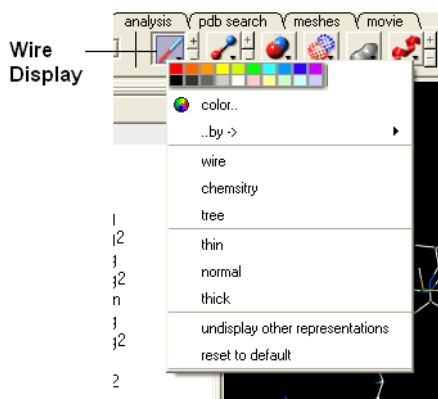 analysis pdb search meshes movie
Wire
Display
color..
..by ->
wire
chemsitry
tree
thin
normal
thick
undisplay other representations
reset to default